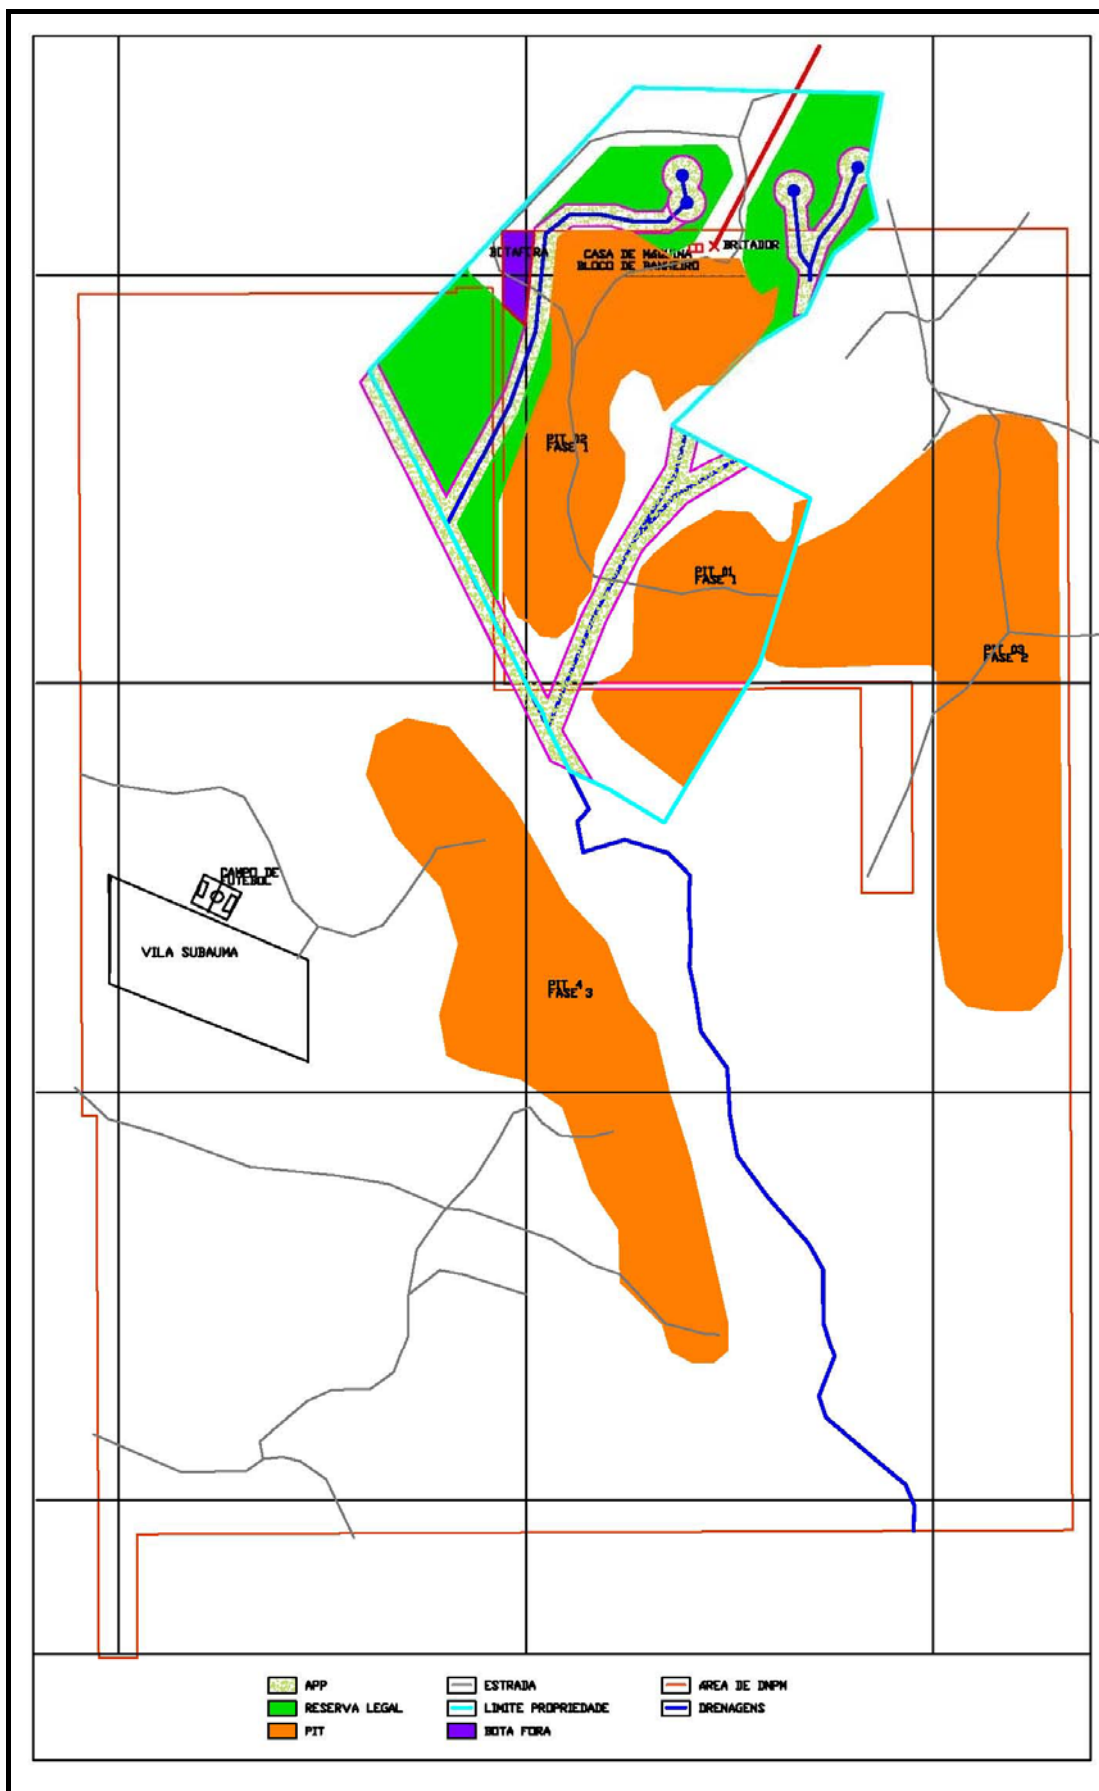 BOTAFORA
CASA DE MAQUINA
BLOCO DE BANHEIRO
BRITADOR
PIT 02
FASE 1
PIT 01
FASE 1
PIT 03
FASE 2
CAMPO DE
FUTEBOL
VILA SUBAUMA
PIT 4
FASE 3
APP
ESTRADA
AREA DE DNPM
RESERVA LEGAL
LIMITE PROPRIEDADE
DRENAGENS
PIT
BOTA FORA